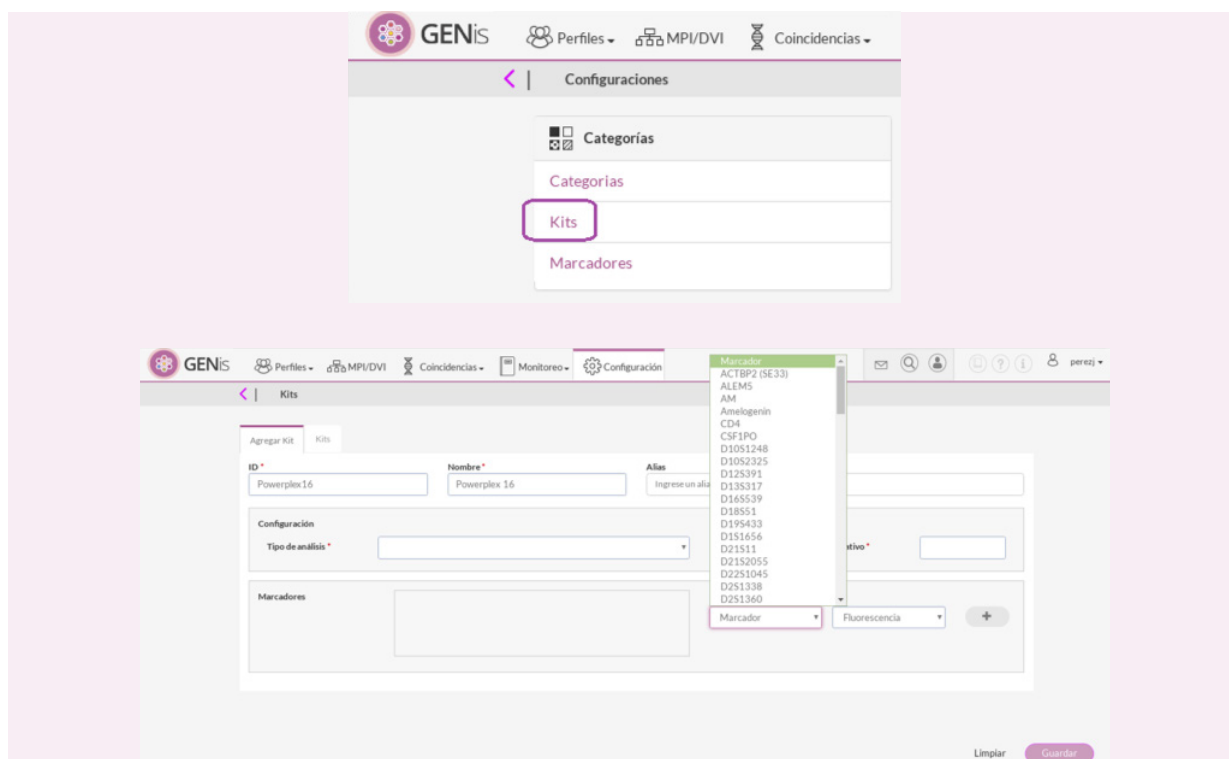 GENis Perfiles MPI/DVI Coincidencias
Configuraciones
Categorías
Categorias
Kits
Marcadores
GENis Perfiles MPI/DVI Coincidencias Monitoreo Configuración perezj
Kits
Agregar Kit Kits
ID * Nombre * Alias
Powerplex16 Powerplex 16 Ingrese un alia
Configuración
Tipo de análisis * ativo *
Marcadores
Marcador
ACTBP2 (SE33)
ALEM5
AM
Amelogenin
CD4
CSF1PO
D10S1248
D10S2325
D12S391
D13S317
D16S539
D18S51
D19S433
D1S1656
D21S11
D21S2055
D22S1045
D2S1338
D2S1360
Marcador Fluorescencia +
Limpiar Guardar